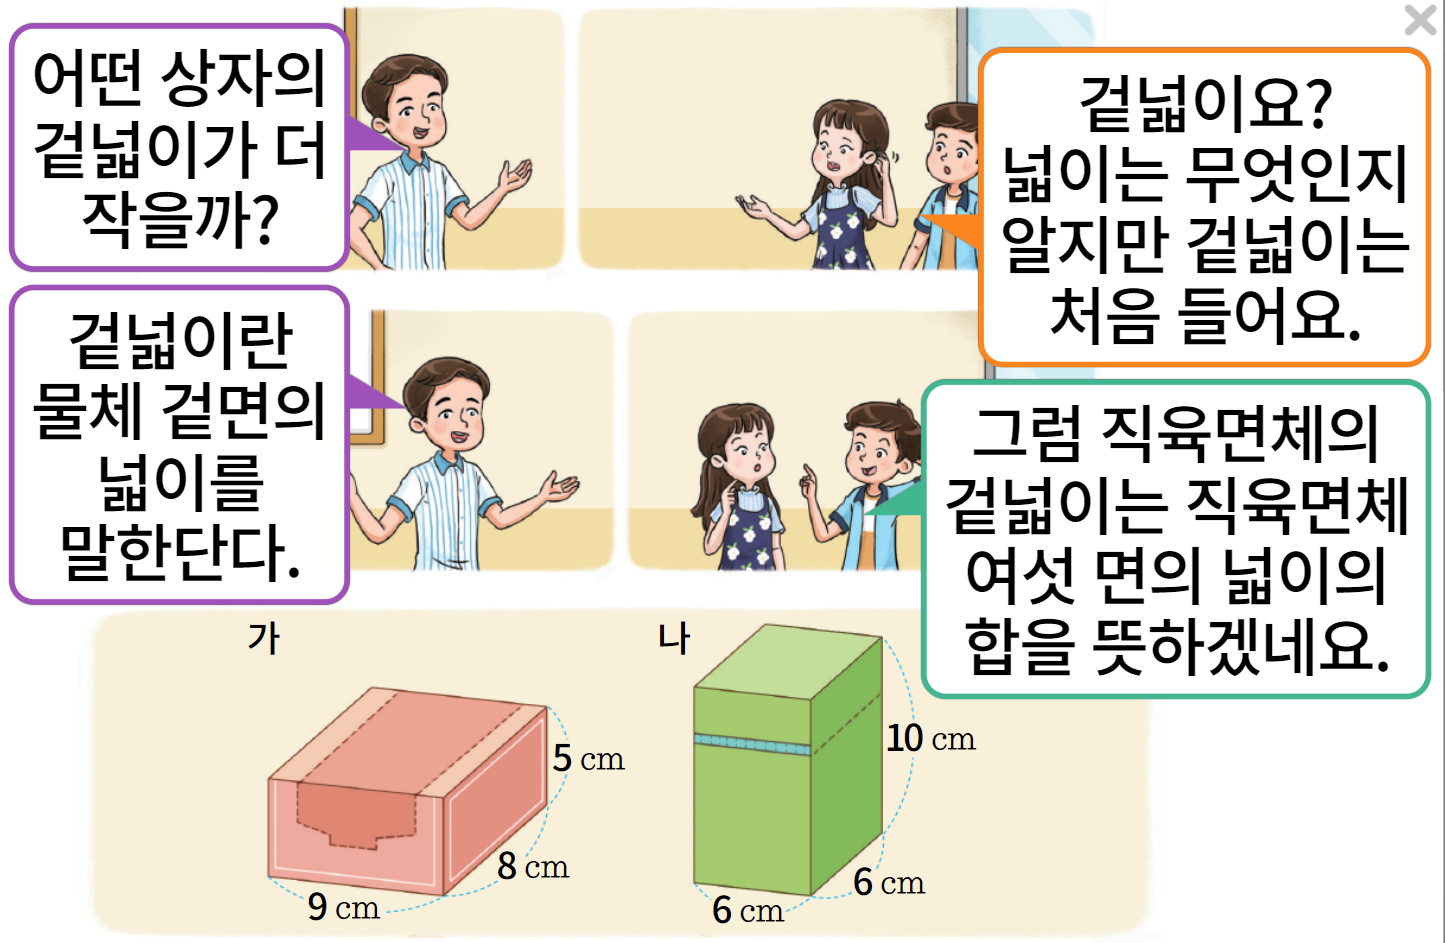 어떤 상자의
겉넓이가 더
작을까?
겉넓이요?
넓이는 무엇인지
알지만 겉넓이는
처음 들어요.
겉넓이란
물체 겉면의
넓이를
말한단다.
그럼 직육면체의
겉넓이는 직육면체
여섯 면의 넓이의
합을 뜻하겠네요.
가
5 cm
8 cm
9 cm
나
10 cm
6 cm
6 cm